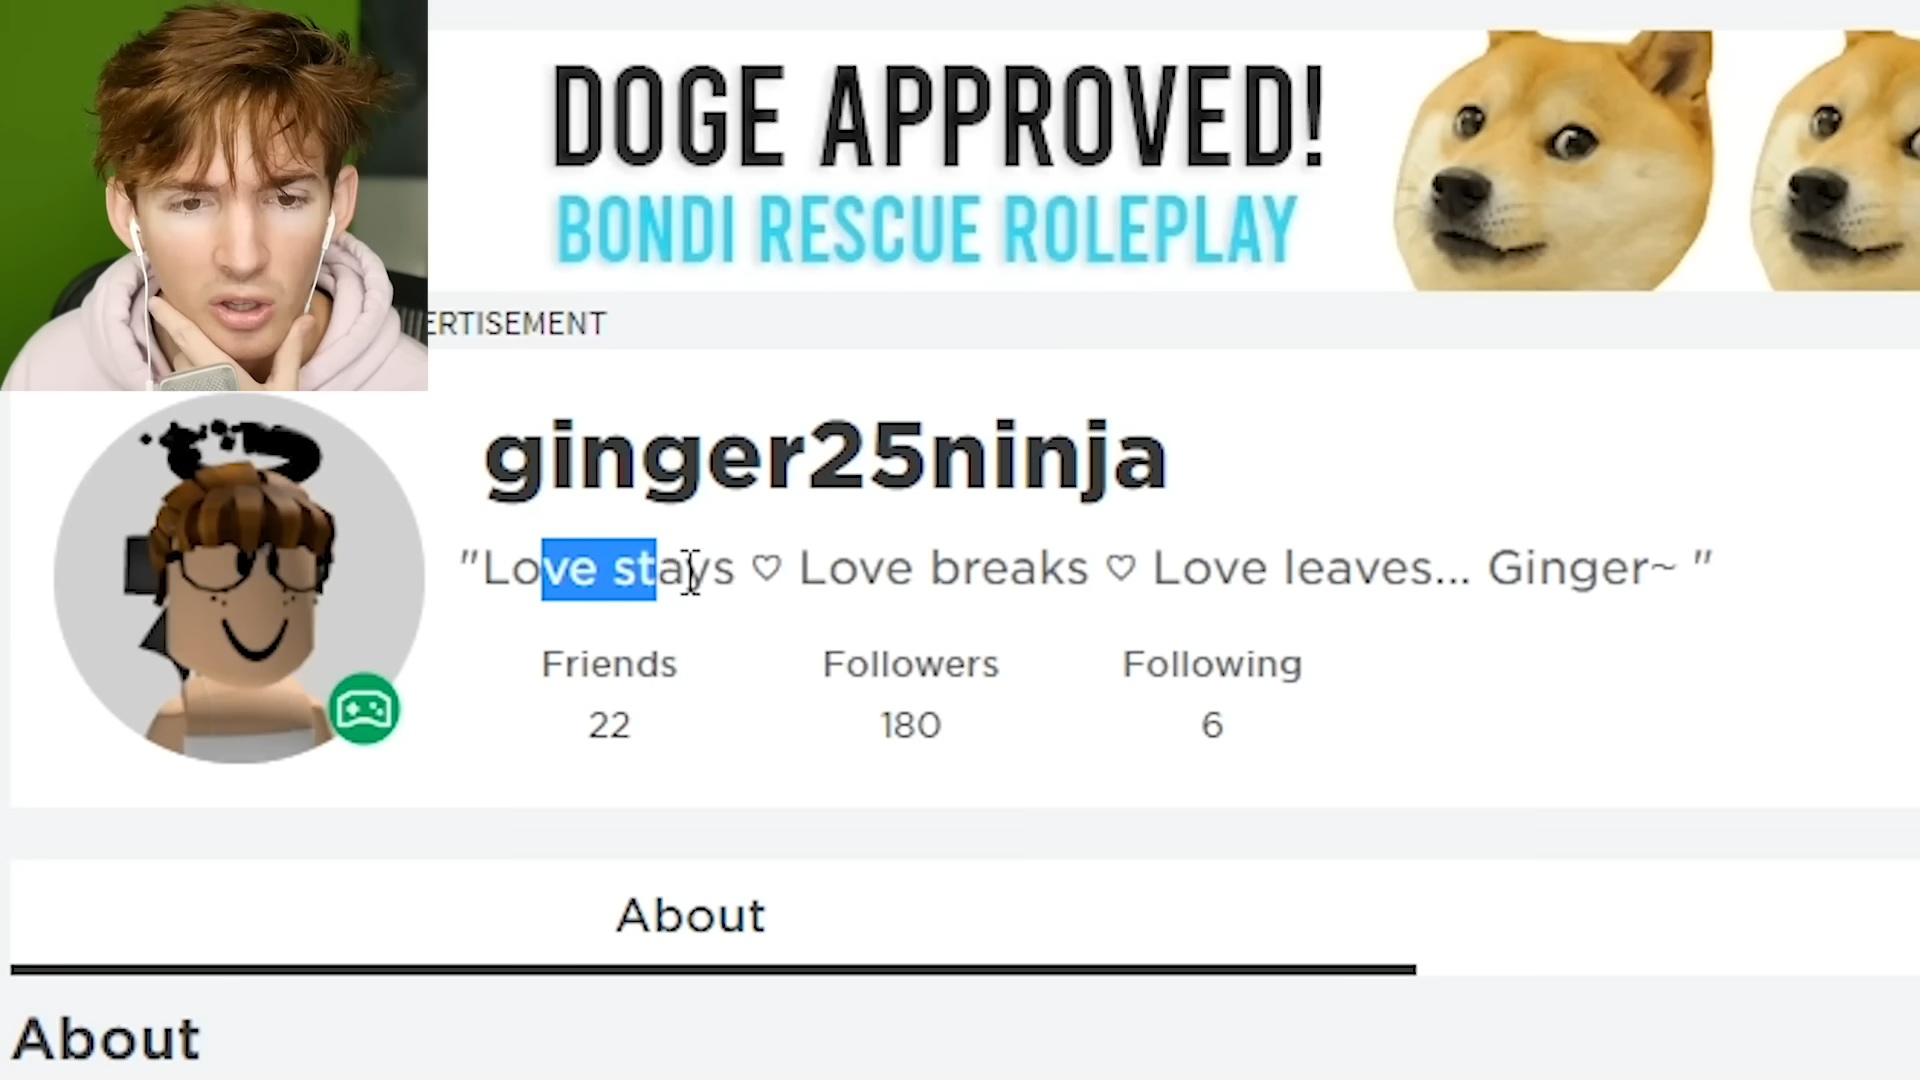 DOGE APPROVED!
BONDI RESCUE ROLEPLAY
ERTISEMENT
ginger25ninja
"Love stays ♡ Love breaks ♡ Love leaves... Ginger~ "
Friends Followers Following
22 180 6
About
About